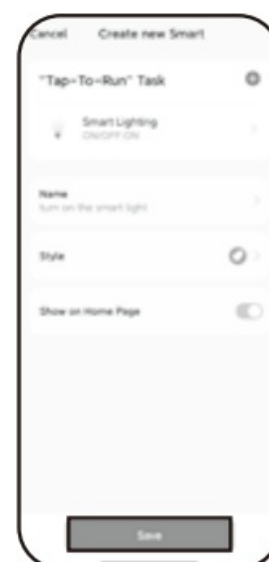 Cancel Create new Smart
"Tap-To-Run" Task
Smart Lighting
ON/OFF:ON
Name
turn on the smart light
Style
Show on Home Page
Save